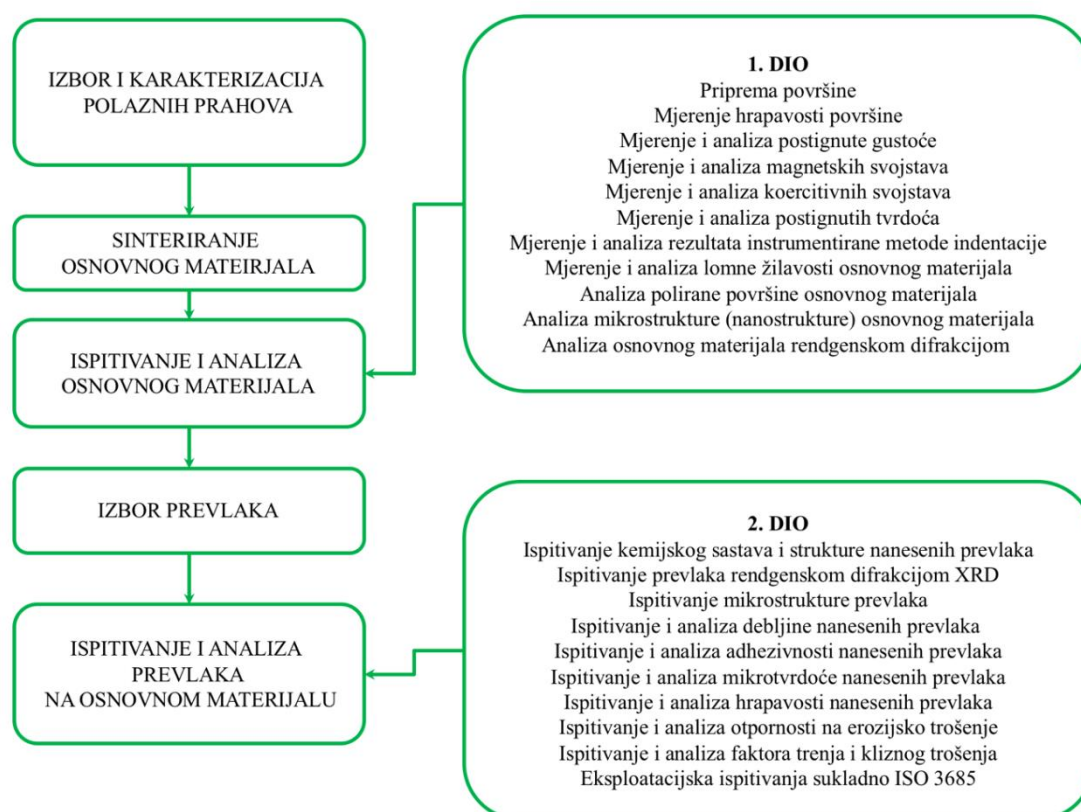 IZBOR I KARAKTERIZACIJA
POLAZNIH PRAHOVA
SINTERIRANJE
OSNOVNOG MATEIRJALA
ISPITIVANJE I ANALIZA
OSNOVNOG MATERIJALA
IZBOR PREVLAKA
ISPITIVANJE I ANALIZA
PREVLAKA
NA OSNOVNOM MATERIJALU
1. DIO
Priprema površine
Mjerenje hrapavosti površine
Mjerenje i analiza postignute gustoće
Mjerenje i analiza magnetskih svojstava
Mjerenje i analiza koercitivnih svojstava
Mjerenje i analiza postignutih tvrdoća
Mjerenje i analiza rezultata instrumentirane metode indentacije
Mjerenje i analiza lomne žilavosti osnovnog materijala
Analiza polirane površine osnovnog materijala
Analiza mikrostrukture (nanostrukture) osnovnog materijala
Analiza osnovnog materijala rendgenskom difrakcijom
2. DIO
Ispitivanje kemijskog sastava i strukture nanesenih prevlaka
Ispitivanje prevlaka rendgenskom difrakcijom XRD
Ispitivanje mikrostrukture prevlaka
Ispitivanje i analiza debljine nanesenih prevlaka
Ispitivanje i analiza adhezivnosti nanesenih prevlaka
Ispitivanje i analiza mikrotvrdoće nanesenih prevlaka
Ispitivanje i analiza hrapavosti nanesenih prevlaka
Ispitivanje i analiza otpornosti na erozijsko trošenje
Ispitivanje i analiza faktora trenja i kliznog trošenja
Eksploatacijska ispitivanja sukladno ISO 3685